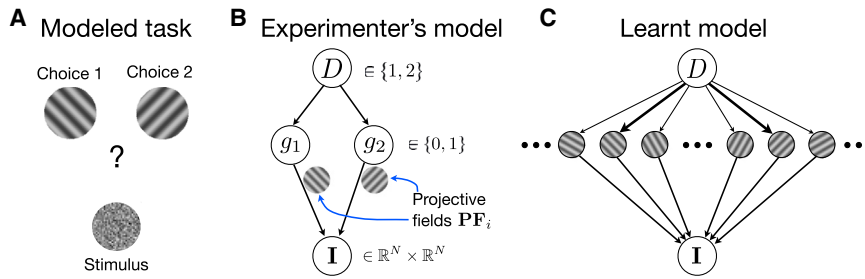 A Modeled task
Choice 1 Choice 2
?
Stimulus
B Experimenter's model
D ∈ {1, 2}
g₁ g₂ ∈ {0, 1}
Projective
fields PFᵢ
I ∈ ℝᴺ × ℝᴺ
C Learnt model
D
I